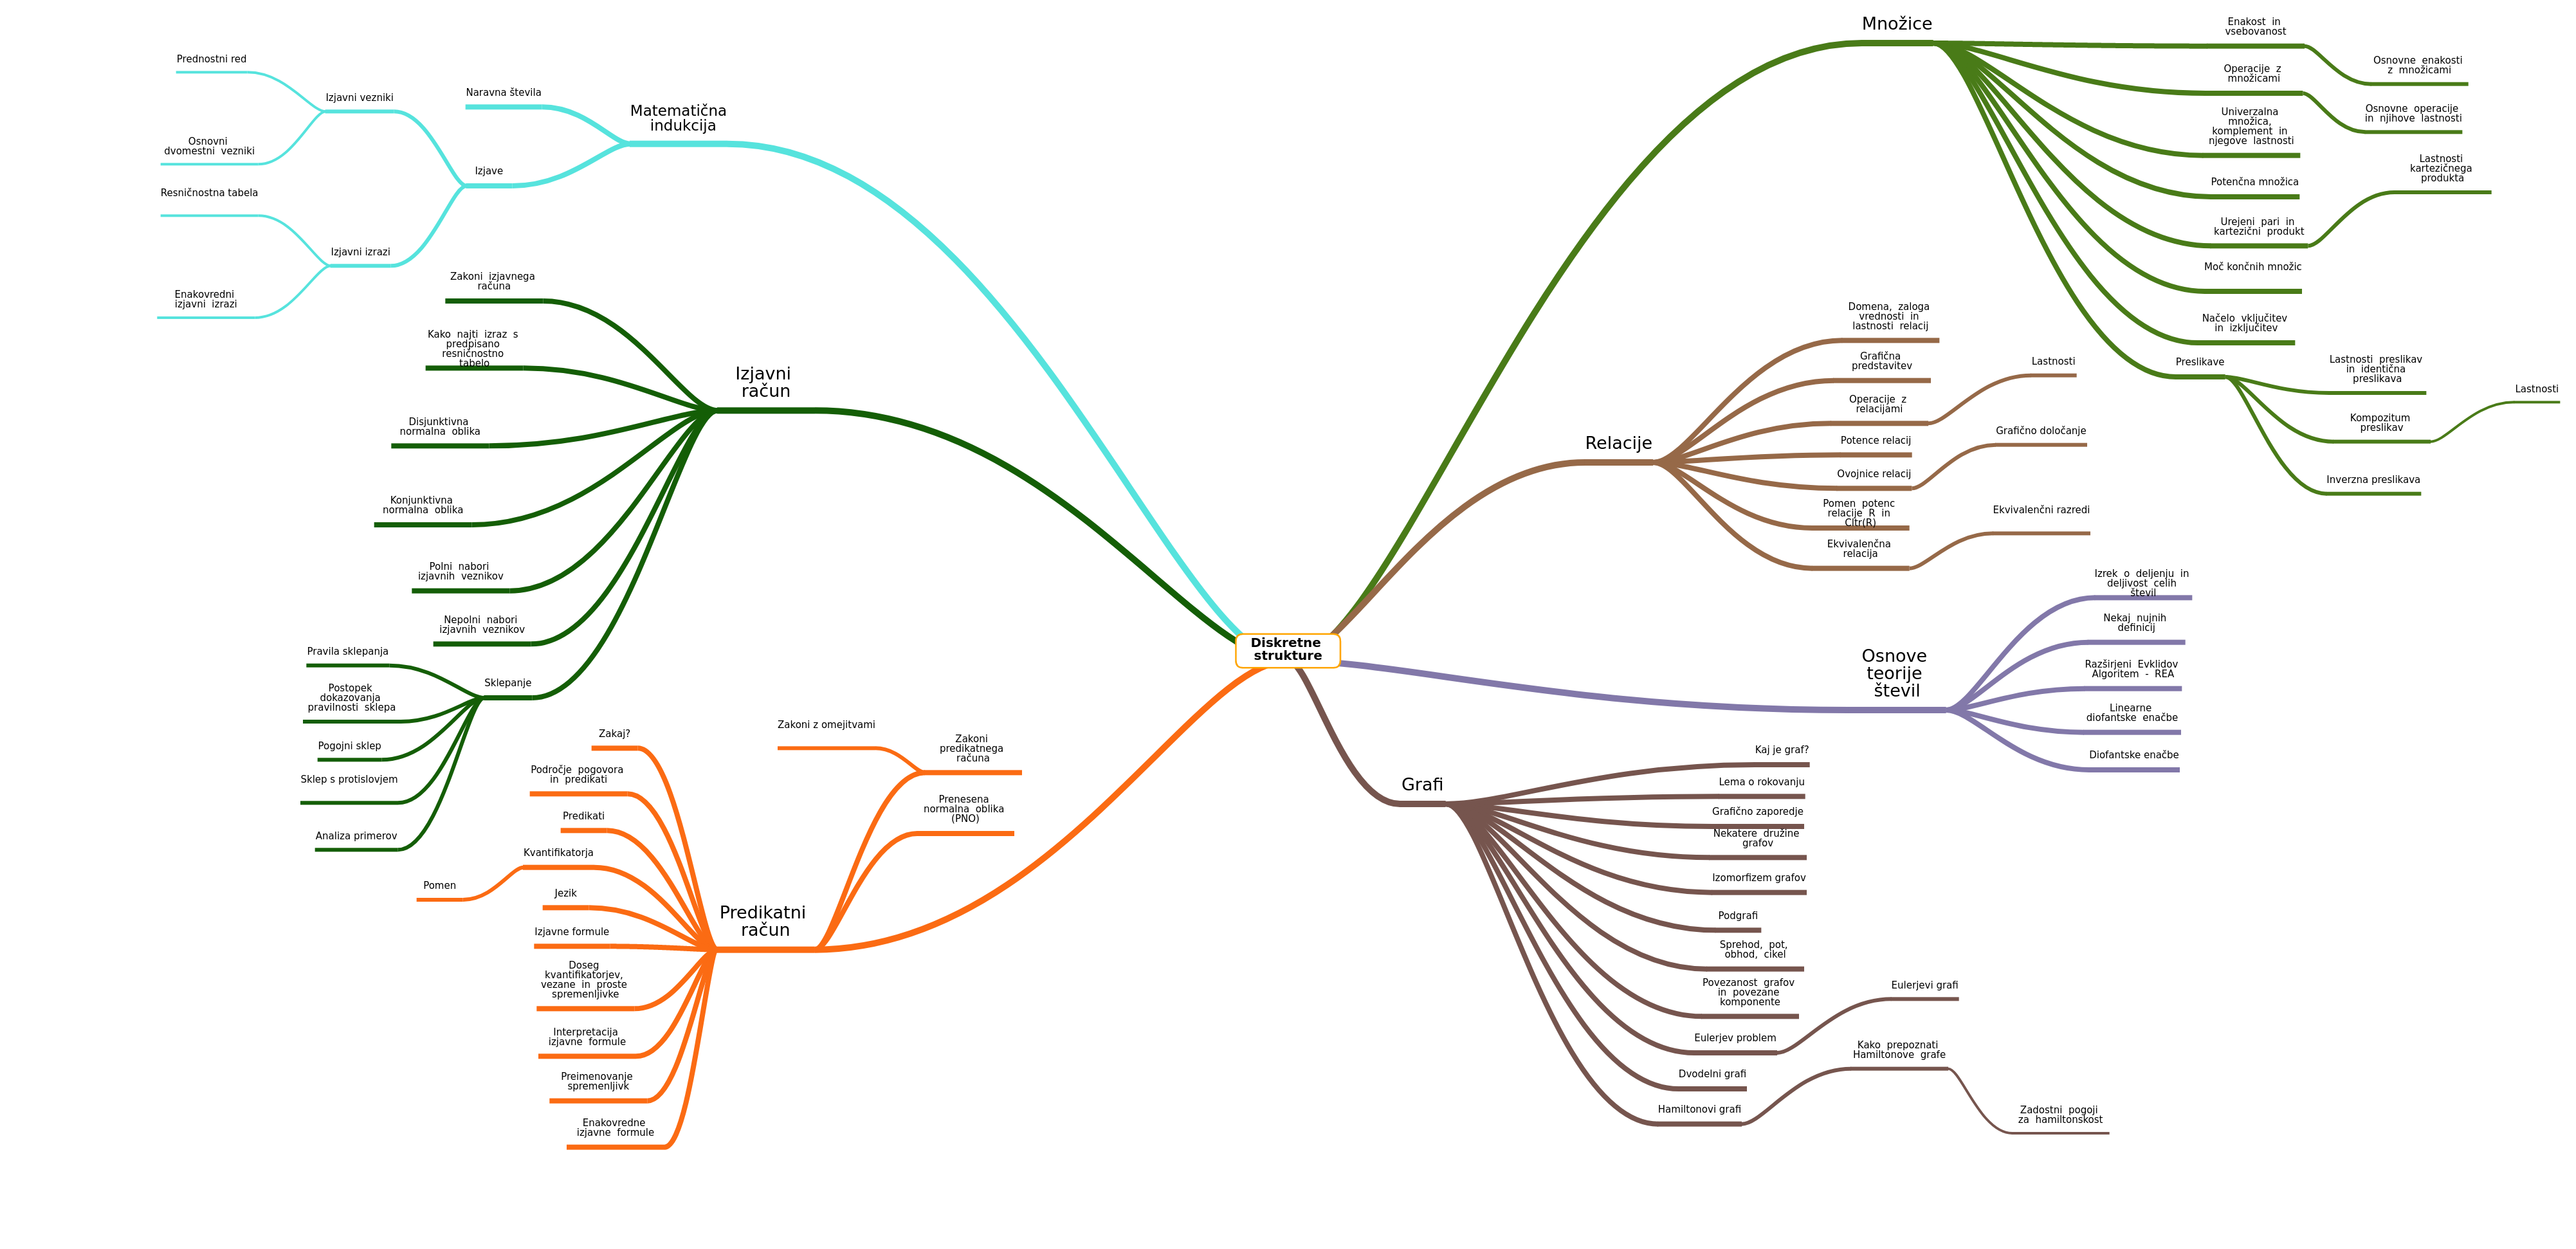 Diskretne
strukture
Matematična
indukcija
Naravna števila
Izjave
Izjavni vezniki
Prednostni red
Osnovni
dvomestni vezniki
Izjavni izrazi
Resničnostna tabela
Enakovredni
izjavni izrazi
Izjavni
račun
Zakoni izjavnega
računa
Kako najti izraz s
predpisano
resničnostno
tabelo
Disjunktivna
normalna oblika
Konjunktivna
normalna oblika
Polni nabori
izjavnih veznikov
Nepolni nabori
izjavnih veznikov
Sklepanje
Pravila sklepanja
Postopek
dokazovanja
pravilnosti sklepa
Pogojni sklep
Sklep s protislovjem
Analiza primerov
Predikatni
račun
Zakaj?
Področje pogovora
in predikati
Predikati
Kvantifikatorja
Pomen
Jezik
Izjavne formule
Doseg
kvantifikatorjev,
vezane in proste
spremenljivke
Interpretacija
izjavne formule
Preimenovanje
spremenljivk
Enakovredne
izjavne formule
Zakoni
predikatnega
računa
Zakoni z omejitvami
Prenesena
normalna oblika
(PNO)
Množice
Enakost in
vsebovanost
Osnovne enakosti
z množicami
Operacije z
množicami
Osnovne operacije
in njihove lastnosti
Univerzalna
množica,
komplement in
njegove lastnosti
Potenčna množica
Urejeni pari in
kartezični produkt
Lastnosti
kartezičnega
produkta
Moč končnih množic
Načelo vključitev
in izključitev
Preslikave
Lastnosti preslikav
in identična
preslikava
Kompozitum
preslikav
Lastnosti
Inverzna preslikava
Relacije
Domena, zaloga
vrednosti in
lastnosti relacij
Grafična
predstavitev
Operacije z
relacijami
Lastnosti
Potence relacij
Ovojnice relacij
Grafično določanje
Pomen potenc
relacije R in
Cltr(R)
Ekvivalenčna
relacija
Ekvivalenčni razredi
Osnove
teorije
števil
Izrek o deljenju in
deljivost celih
števil
Nekaj nujnih
definicij
Razširjeni Evklidov
Algoritem - REA
Linearne
diofantske enačbe
Diofantske enačbe
Grafi
Kaj je graf?
Lema o rokovanju
Grafično zaporedje
Nekatere družine
grafov
Izomorfizem grafov
Podgrafi
Sprehod, pot,
obhod, cikel
Povezanost grafov
in povezane
komponente
Eulerjev problem
Eulerjevi grafi
Dvodelni grafi
Hamiltonovi grafi
Kako prepoznati
Hamiltonove grafe
Zadostni pogoji
za hamiltonskost